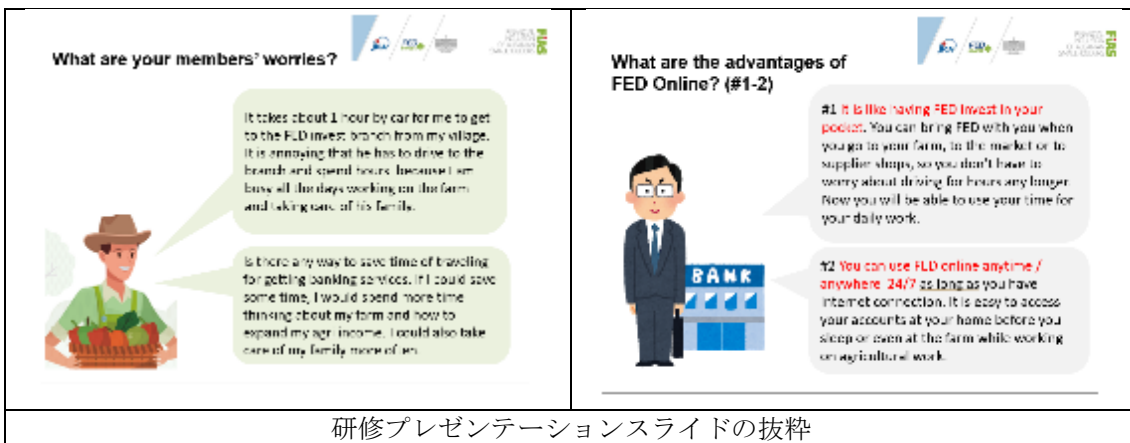 What are your members' worries?
It takes about 1 hour by car for me to get
to the FED invest branch from my village.
It is annoying that he has to drive to the
branch and spend hours because I am
busy all the days working on the farm
and taking care of his family.
Is there any way to save time of traveling
for getting banking services. If I could save
some time, I would spend more time
thinking about my farm and how to
expand my agri income. I could also take
care of my family more often
What are the advantages of
FED Online? (#1-2)
#1 It is like having FED invest in your
pocket. You can bring FED with you when
you go to your farm, to the market or to
supplier shops, so you don't have to
worry about driving for hours any longer.
Now you will be able to use your time for
your daily work.
BANK
#2 You can use FED online anytime /
anywhere 24/7 as long as you have
internet connection. It is easy to access
your accounts at your home before you
sleep or even at the farm while working
on agricultural work.
FIAS
研修プレゼンテーションスライドの抜粋